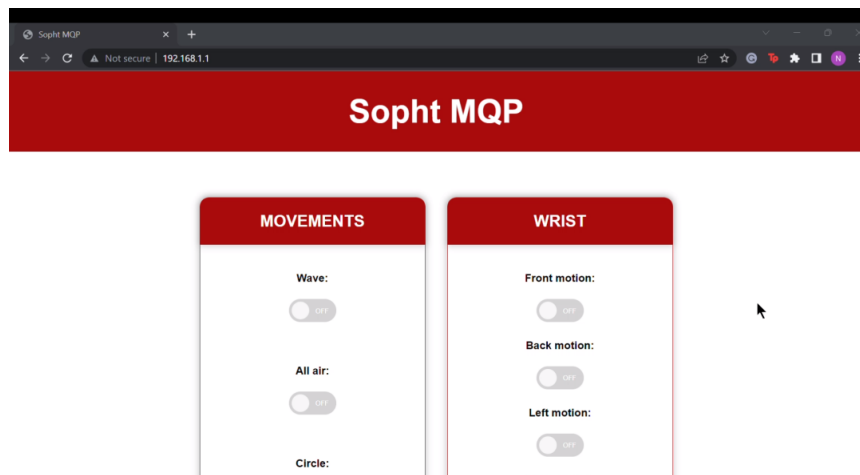 Sopht MQP
Not secure | 192.168.1.1
N
Sopht MQP
MOVEMENTS
Wave:
OFF
All air:
OFF
Circle:
WRIST
Front motion:
OFF
Back motion:
OFF
Left motion:
OFF